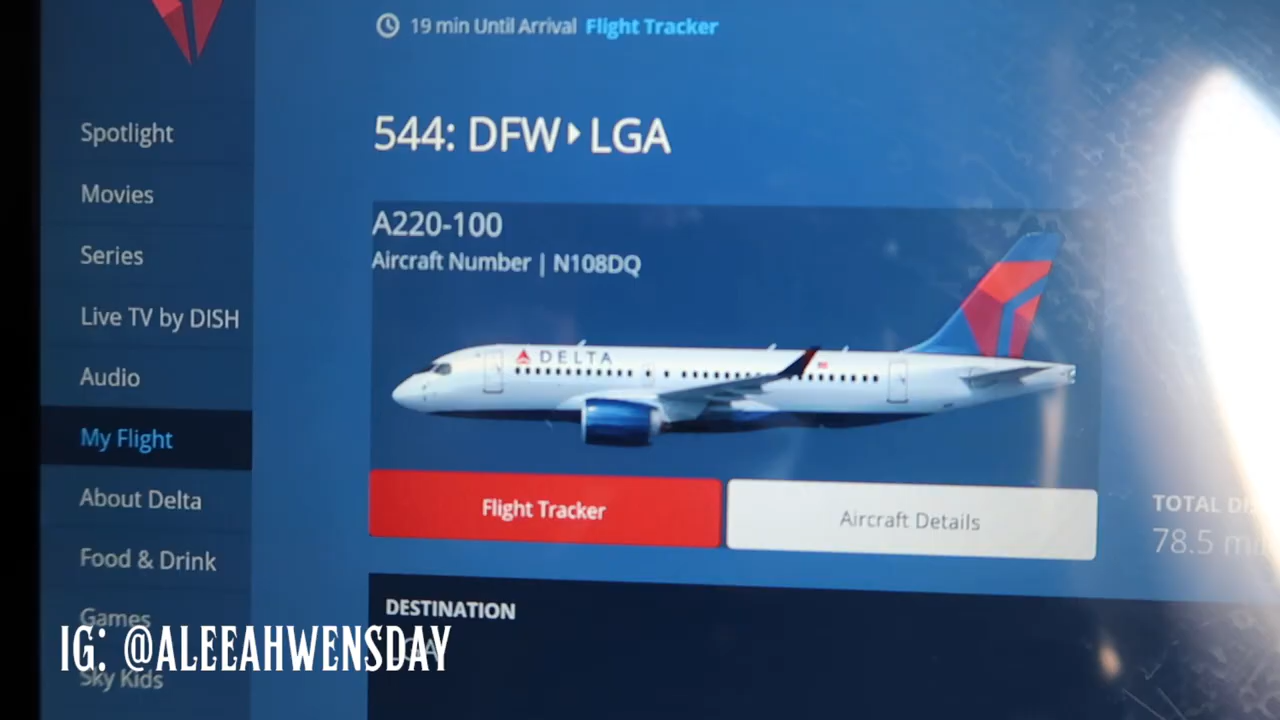 19 min Until Arrival Flight Tracker
544: DFW LGA
Spotlight
Movies
Series
Live TV by DISH
Audio
My Flight
About Delta
Food & Drink
Games
Sky Kids
A220-100
Aircraft Number | N108DQ
DELTA
Flight Tracker
Aircraft Details
TOTAL
78.5
DESTINATION
LGA
IG: @ALEEAHWENSDAY